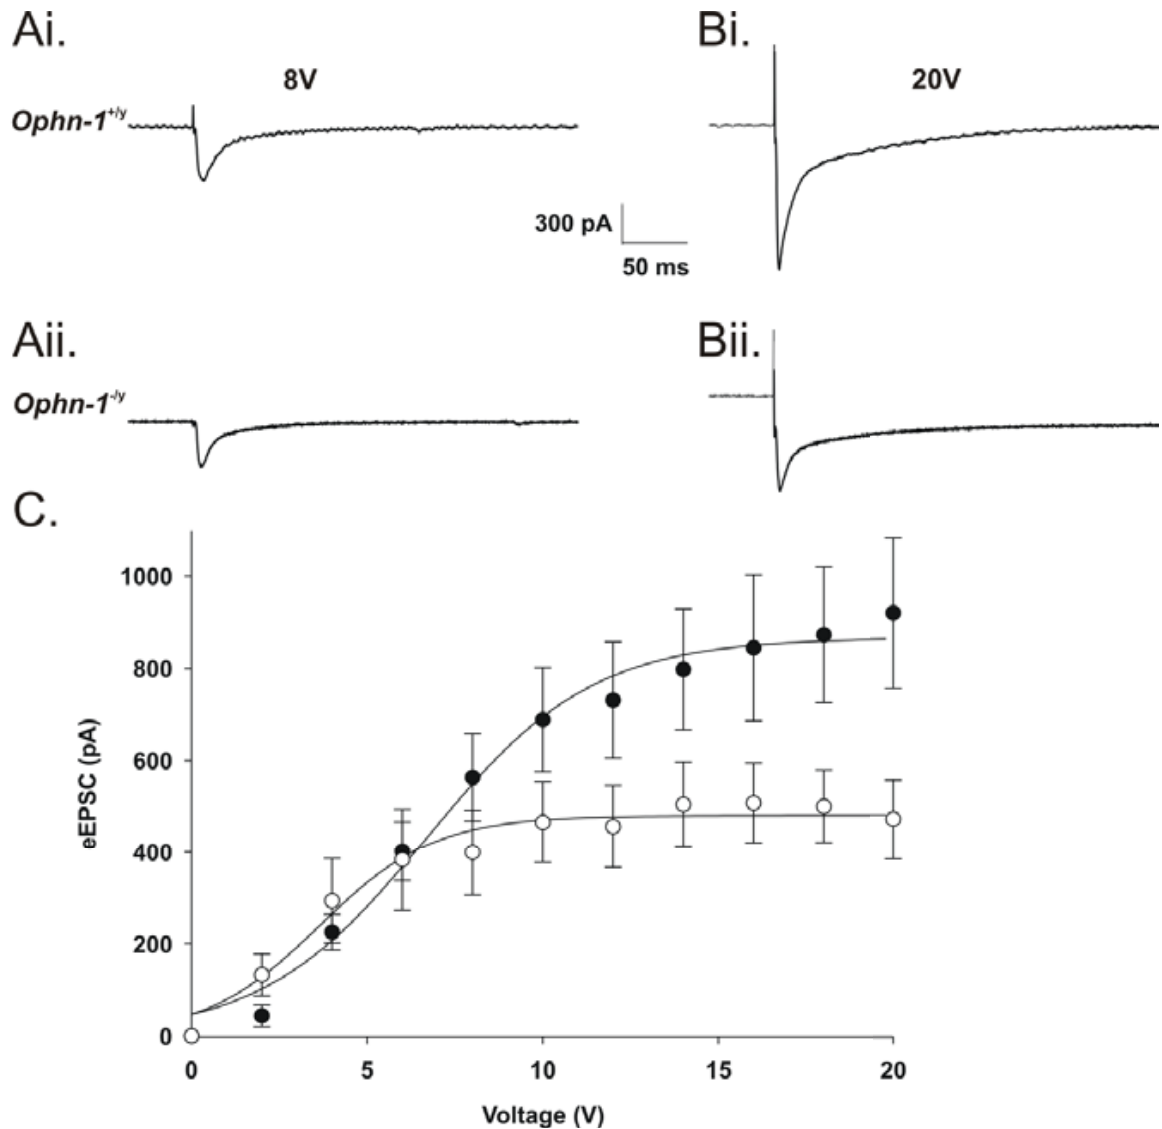 Ai.
Bi.
8V
20V
Ophn-1+/y
300 pA
50 ms
Aii.
Bii.
Ophn-1-/y
C.
1000
800
600
400
200
0
eEPSC (pA)
0 5 10 15 20
Voltage (V)